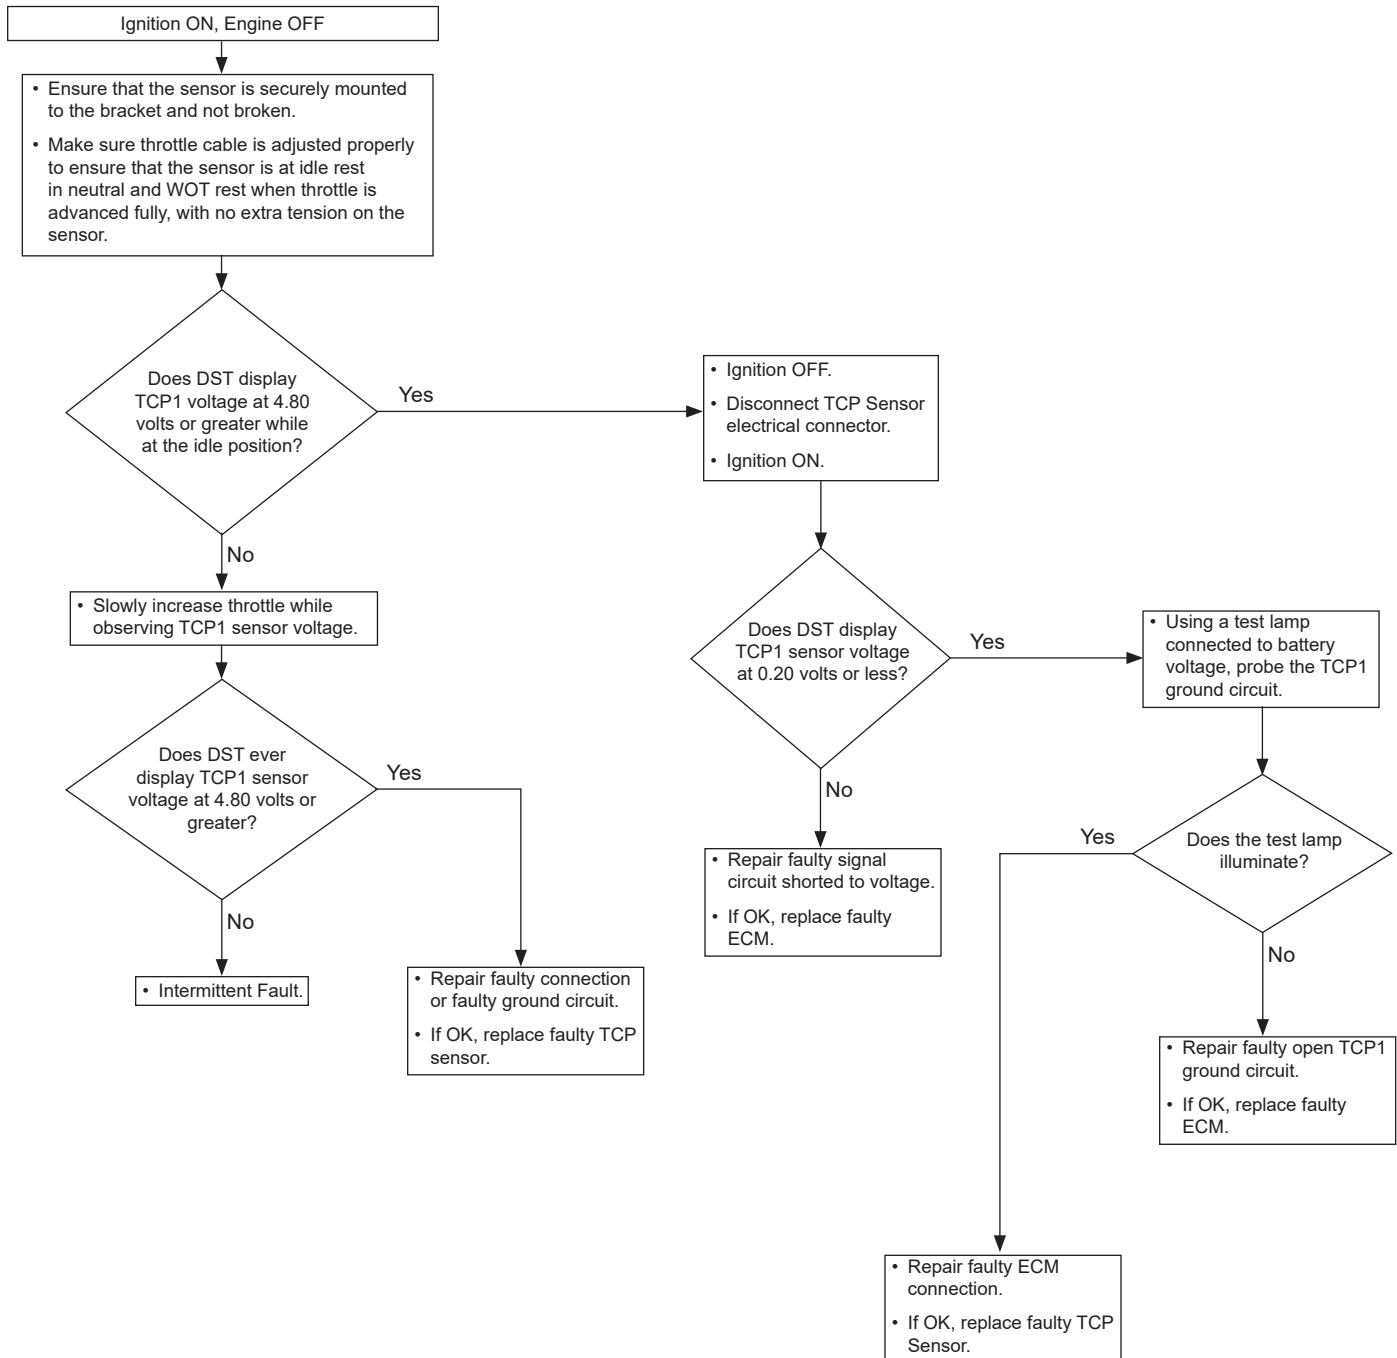 Ignition ON, Engine OFF
• Ensure that the sensor is securely mounted
to the bracket and not broken.
• Make sure throttle cable is adjusted properly
to ensure that the sensor is at idle rest
in neutral and WOT rest when throttle is
advanced fully, with no extra tension on the
sensor.
Does DST display
TCP1 voltage at 4.80
volts or greater while
at the idle position?
Yes
• Ignition OFF.
• Disconnect TCP Sensor
electrical connector.
• Ignition ON.
No
• Slowly increase throttle while
observing TCP1 sensor voltage.
Does DST display
TCP1 sensor voltage
at 0.20 volts or less?
Yes
• Using a test lamp
connected to battery
voltage, probe the TCP1
ground circuit.
Does DST ever
display TCP1 sensor
voltage at 4.80 volts or
greater?
Yes
No
• Repair faulty signal
circuit shorted to voltage.
• If OK, replace faulty
ECM.
Yes
Does the test lamp
illuminate?
No
• Intermittent Fault.
• Repair faulty connection
or faulty ground circuit.
• If OK, replace faulty TCP
sensor.
No
• Repair faulty open TCP1
ground circuit.
• If OK, replace faulty
ECM.
• Repair faulty ECM
connection.
• If OK, replace faulty TCP
Sensor.